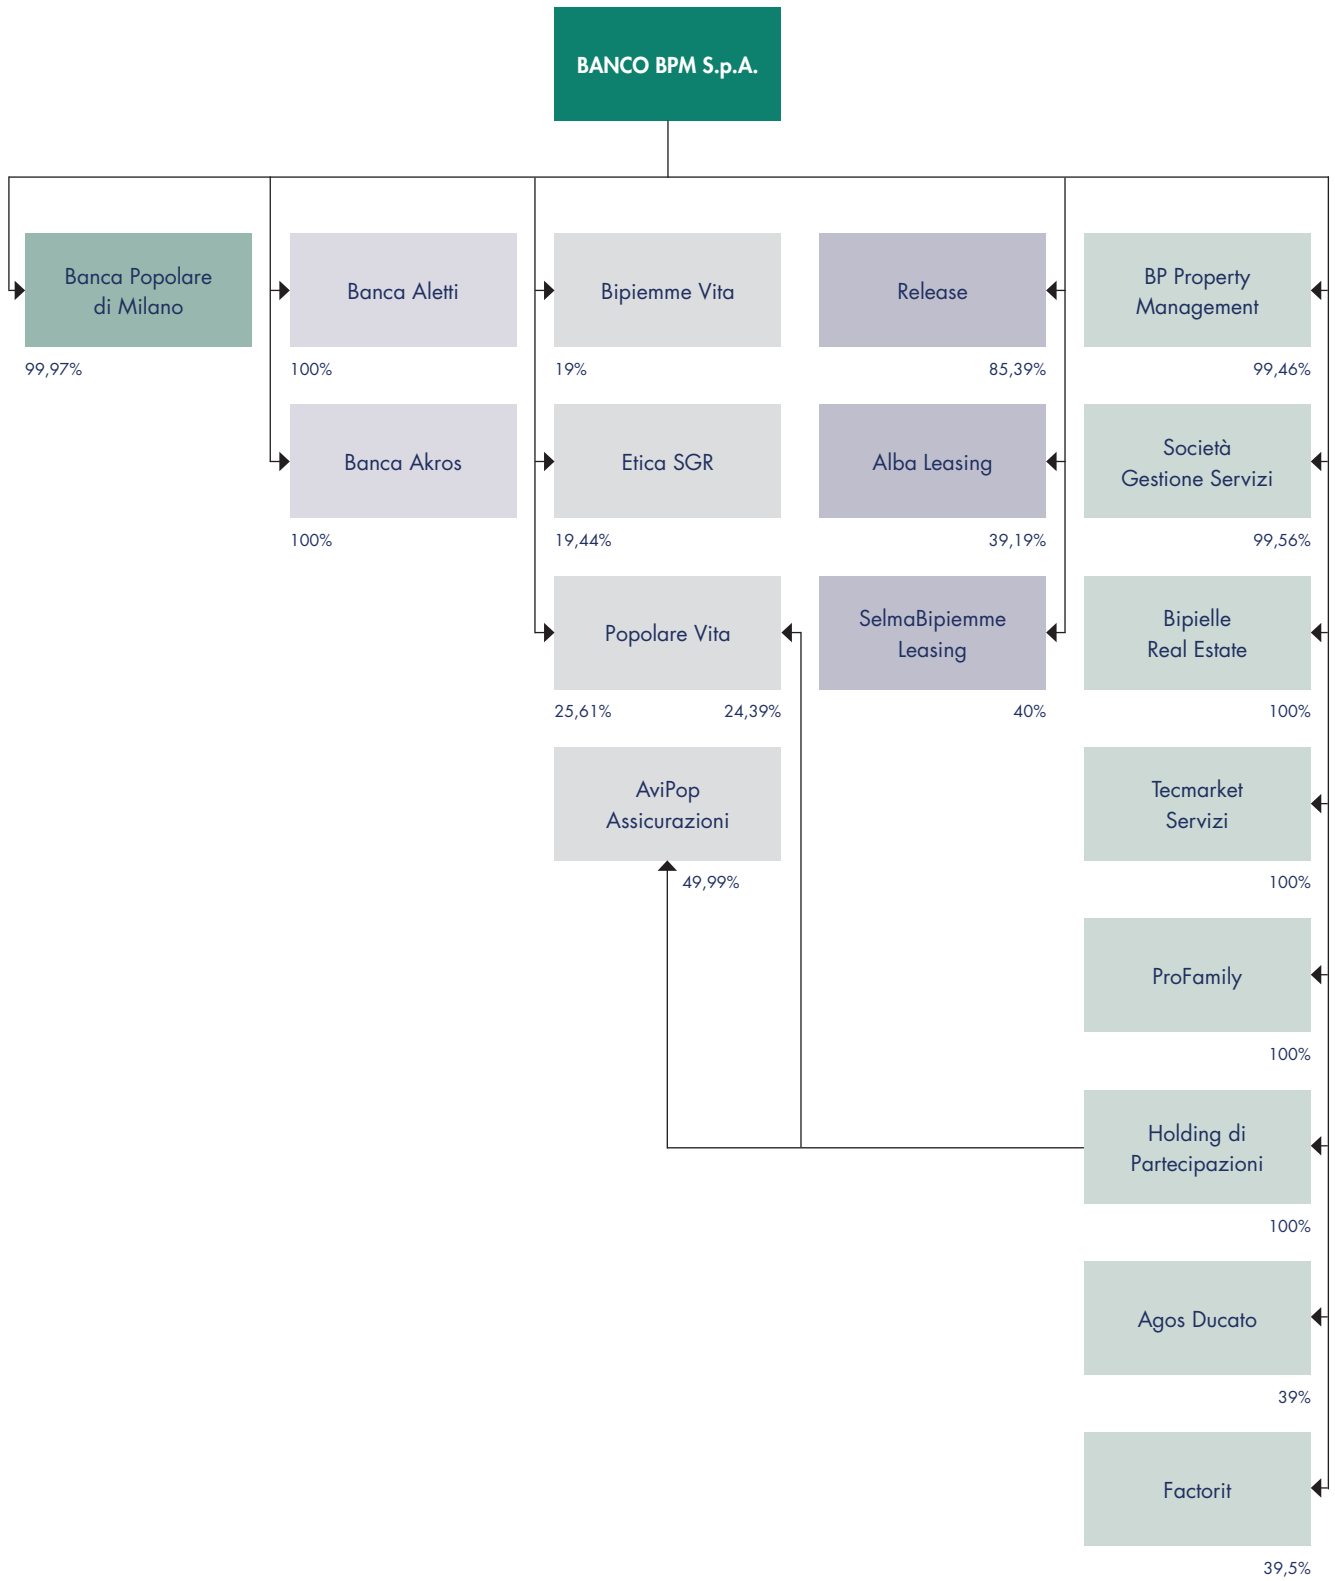 BANCO BPM S.p.A.
Banca Popolare
di Milano
99,97%
Banca Aletti
100%
Banca Akros
100%
Bipiemme Vita
19%
Etica SGR
19,44%
Popolare Vita
25,61%
24,39%
AviPop
Assicurazioni
49,99%
Release
85,39%
Alba Leasing
39,19%
SelmaBipiemme
Leasing
40%
BP Property
Management
99,46%
Società
Gestione Servizi
99,56%
Bipielle
Real Estate
100%
Tecmarket
Servizi
100%
ProFamily
100%
Holding di
Partecipazioni
100%
Agos Ducato
39%
Factorit
39,5%